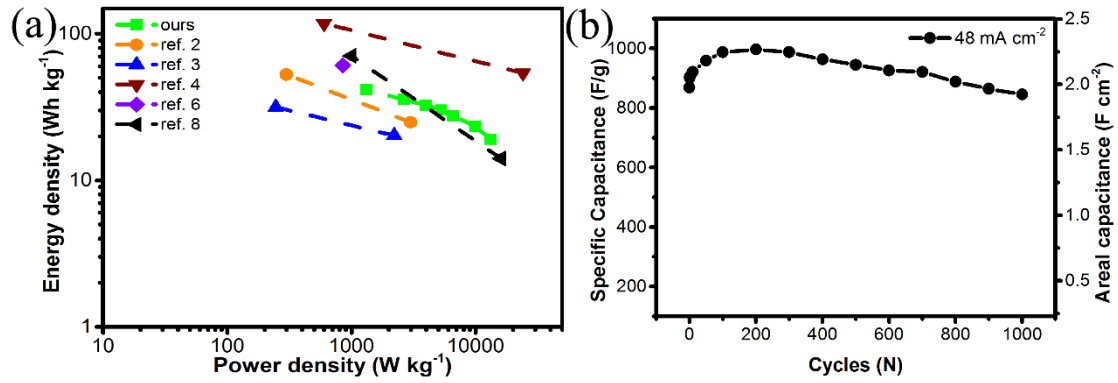 (a)
ours
ref. 2
ref. 3
ref. 4
ref. 6
ref. 8
Energy density (Wh kg⁻¹)
100
10
1
10 100 1000 10000
Power density (W kg⁻¹)
(b)
48 mA cm⁻²
Specific Capacitance (F/g)
1000
800
600
400
200
Areal capacitance (F cm⁻²)
2.5
2.0
1.5
1.0
0.5
0 200 400 600 800 1000
Cycles (N)